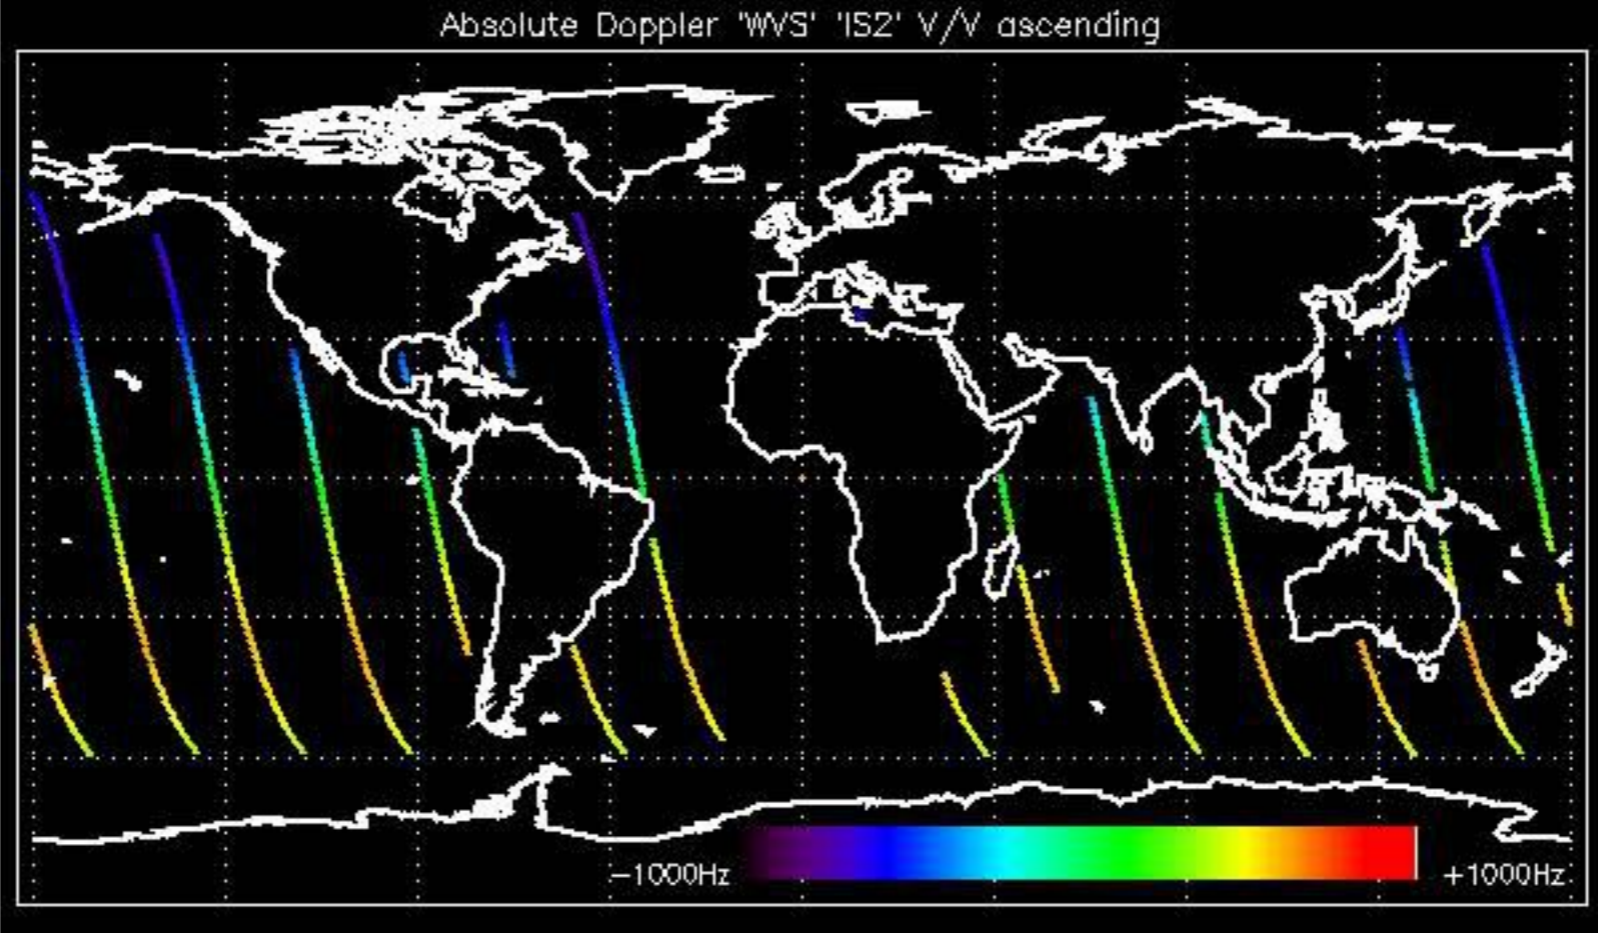 Absolute Doppler 'WVS' 'IS2' V/V ascending
-1000Hz +1000Hz